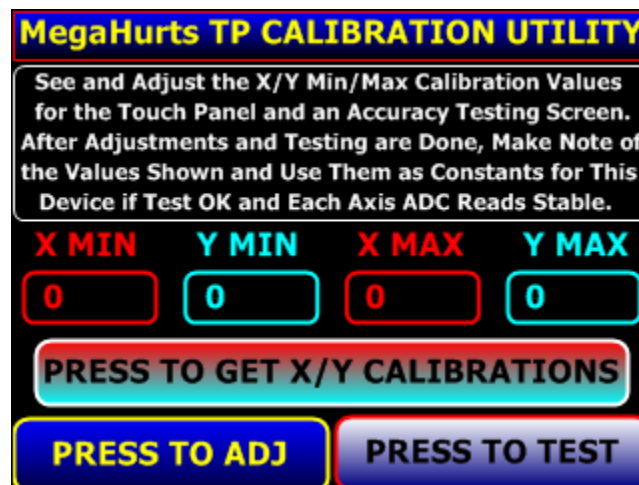 MegaHurts TP CALIBRATION UTILITY
See and Adjust the X/Y Min/Max Calibration Values
for the Touch Panel and an Accuracy Testing Screen.
After Adjustments and Testing are Done, Make Note of
the Values Shown and Use Them as Constants for This
Device if Test OK and Each Axis ADC Reads Stable.
X MIN Y MIN X MAX Y MAX
0 0 0 0
PRESS TO GET X/Y CALIBRATIONS
PRESS TO ADJ PRESS TO TEST